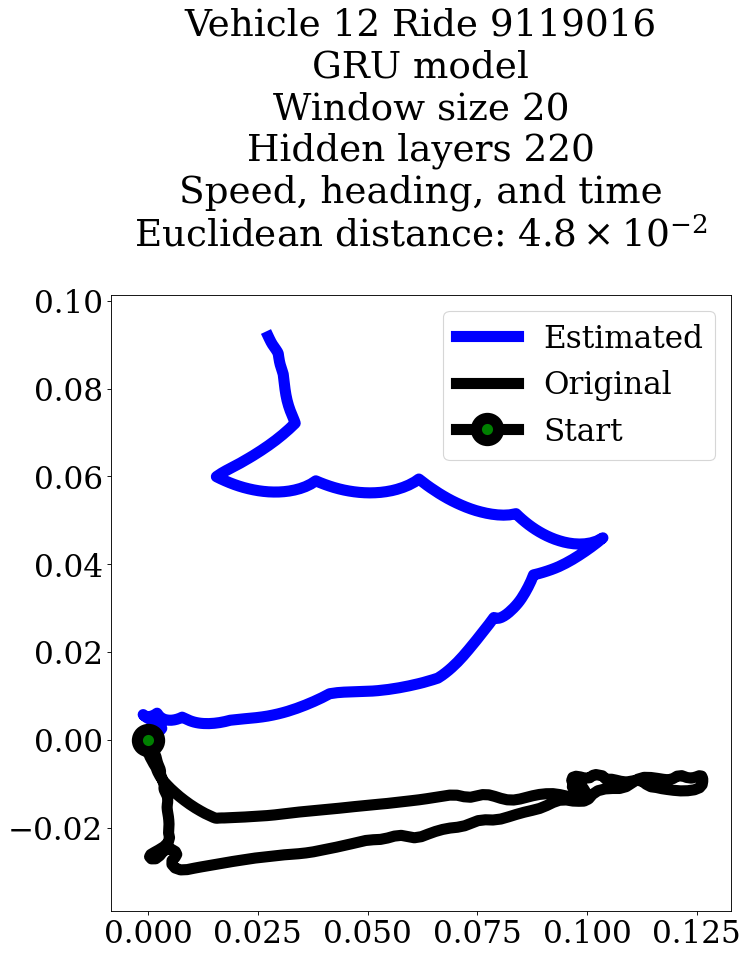 Vehicle 12 Ride 9119016
GRU model
Window size 20
Hidden layers 220
Speed, heading, and time
Euclidean distance: 4.8 × 10⁻²
Estimated
Original
Start
0.10
0.08
0.06
0.04
0.02
0.00
−0.02
0.000 0.025 0.050 0.075 0.100 0.125